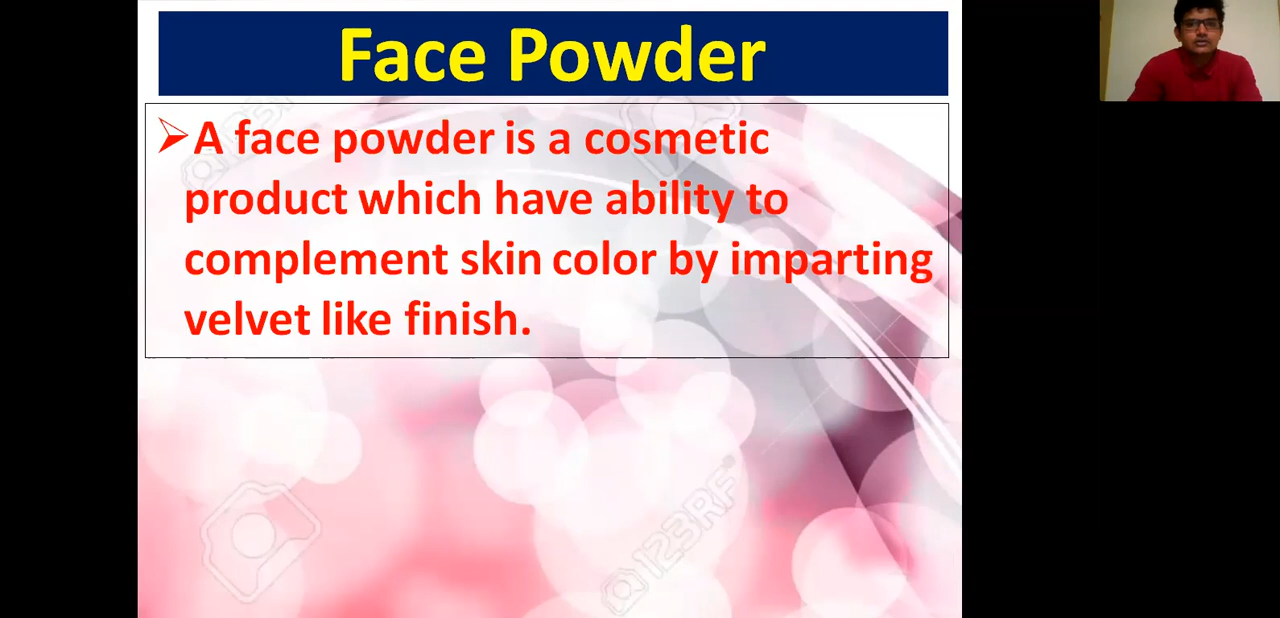 Face Powder
➢A face powder is a cosmetic
product which have ability to
complement skin color by imparting
velvet like finish.
123RF